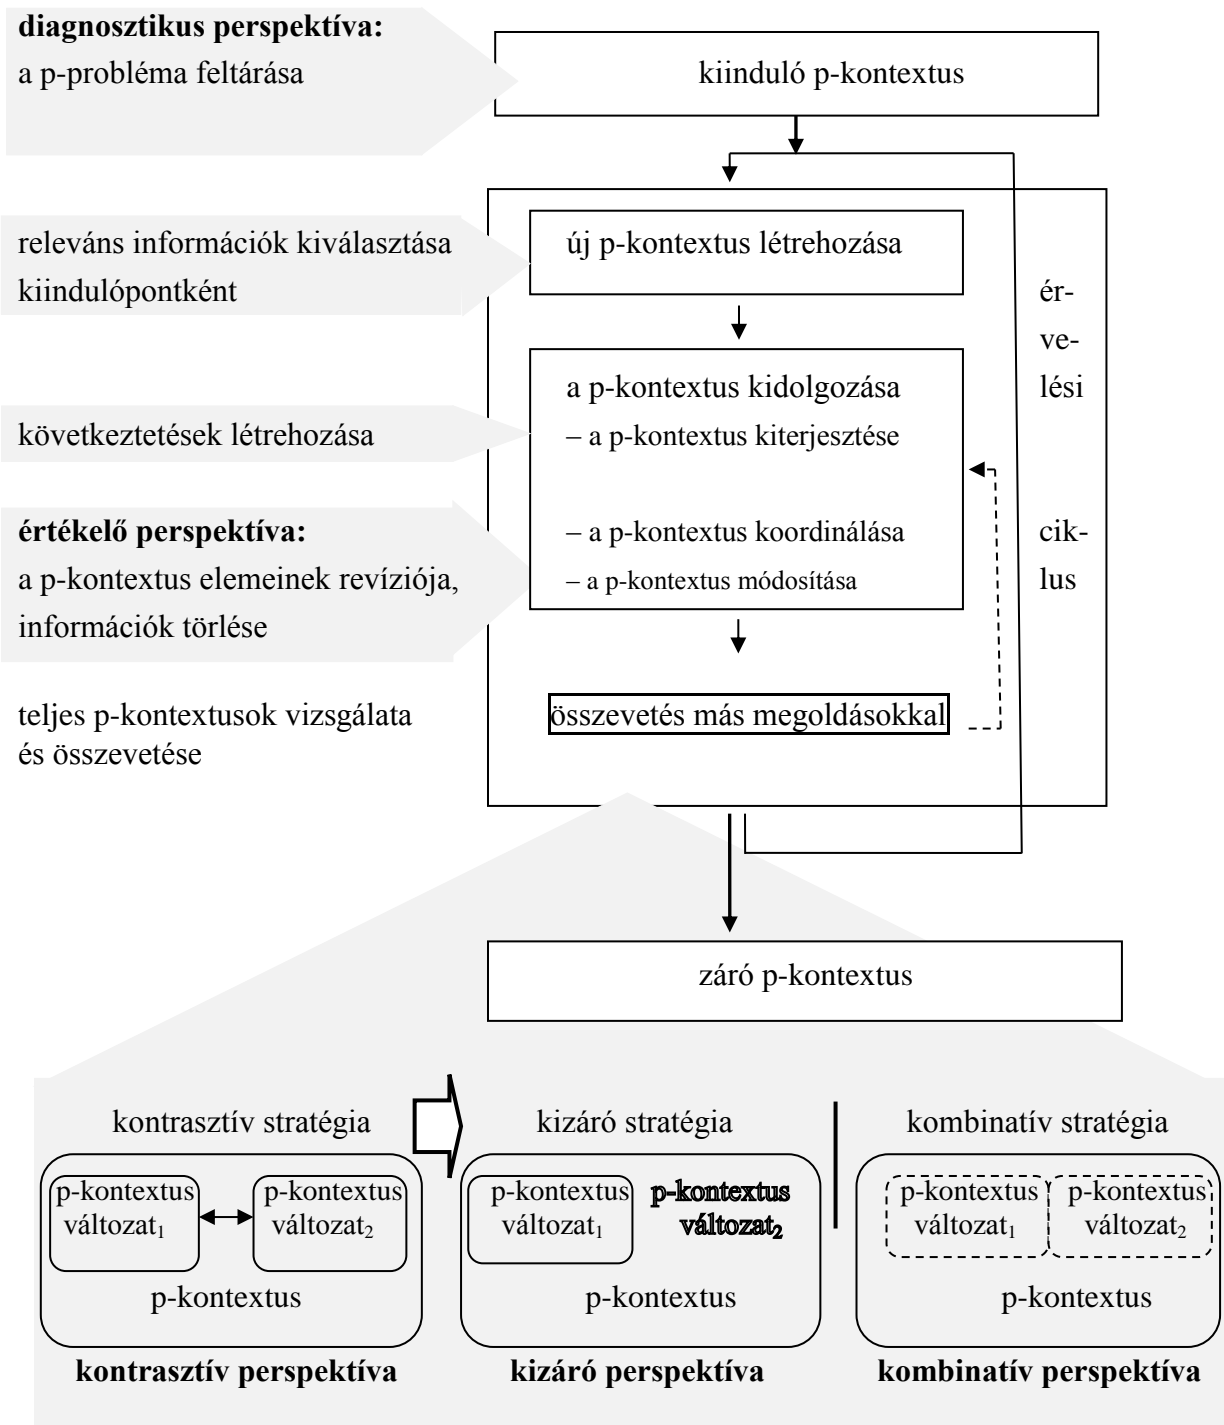 diagnosztikus perspektíva:
a p-probléma feltárása
kiinduló p-kontextus
releváns információk kiválasztása
kiindulópontként
új p-kontextus létrehozása
ér-
ve-
lési
cik-
lus
a p-kontextus kidolgozása
– a p-kontextus kiterjesztése
következtetések létrehozása
– a p-kontextus koordinálása
– a p-kontextus módosítása
értékelő perspektíva:
a p-kontextus elemeinek revíziója,
információk törlése
teljes p-kontextusok vizsgálata
és összevetése
összevetés más megoldásokkal
záró p-kontextus
kontrasztív stratégia
p-kontextus
változat₁
p-kontextus
változat₂
p-kontextus
kontrasztív perspektíva
kizáró stratégia
p-kontextus
változat₁
p-kontextus
változat₂
p-kontextus
kizáró perspektíva
kombinatív stratégia
p-kontextus
változat₁
p-kontextus
változat₂
p-kontextus
kombinatív perspektíva